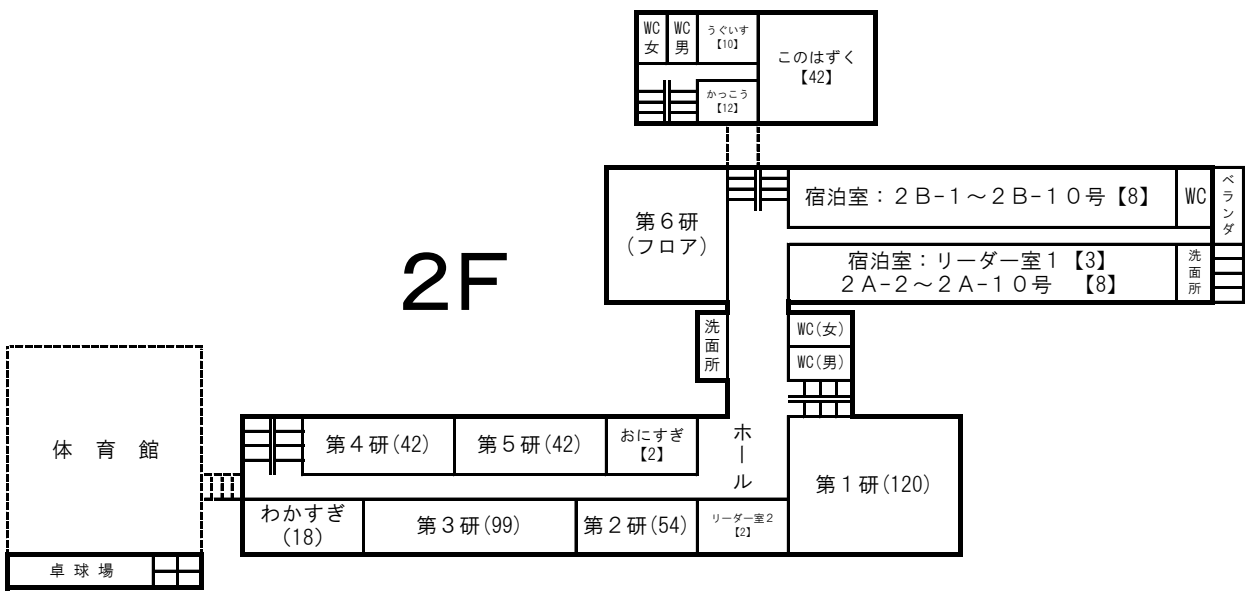 WC
女
WC
男
うぐいす
【10】
このはずく
【42】
かっこう
【12】
第６研
(フロア)
宿泊室：２B-１～２B-１０号【8】
WC
ベランダ
宿泊室：リーダー室１【3】
２A-２～２A-１０号　【8】
洗面所
2F
洗面所
WC(女)
WC(男)
体　育　館
第４研(42)
第５研(42)
おにすぎ
【2】
ホール
第１研(120)
わかすぎ
(18)
第３研(99)
第２研(54)
リーダー室２
【2】
卓 球 場